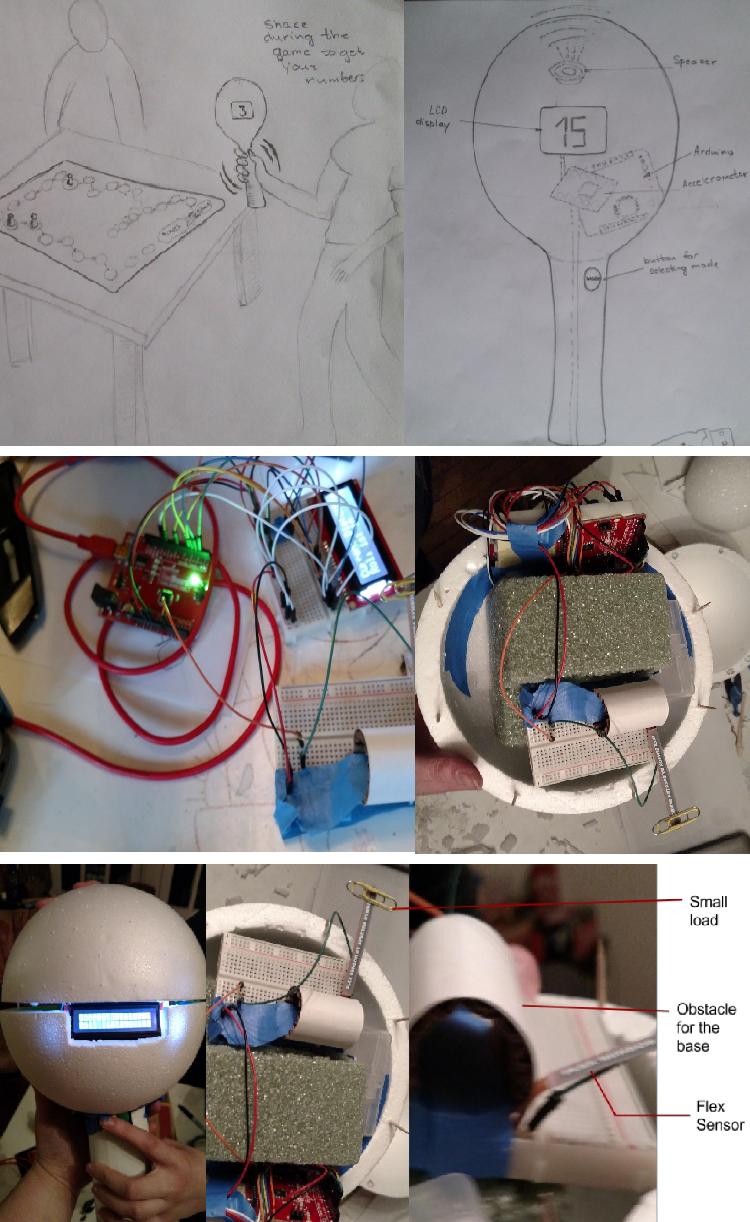 Shake
during the
game to get
your
numbers
3
Speaker
LCD
display
15
Arduino
Accelerometer
button for
selecting mode
Small
load
Obstacle
for the
base
Flex
Sensor